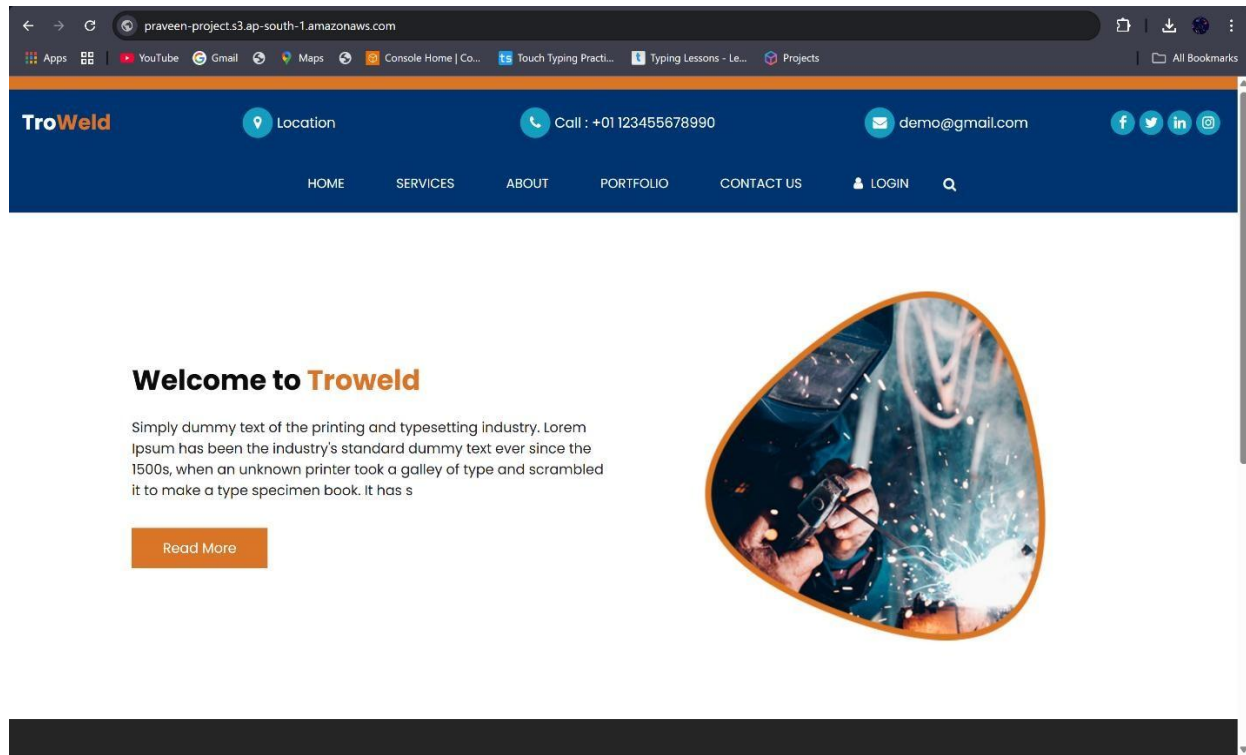 praveen-project.s3.ap-south-1.amazonaws.com
Apps YouTube Gmail Maps Console Home | Co... Touch Typing Practi... Typing Lessons - Le... Projects All Bookmarks
TroWeld Location Call : +01 123455678990 demo@gmail.com
HOME SERVICES ABOUT PORTFOLIO CONTACT US LOGIN
Welcome to Troweld
Simply dummy text of the printing and typesetting industry. Lorem
Ipsum has been the industry's standard dummy text ever since the
1500s, when an unknown printer took a galley of type and scrambled
it to make a type specimen book. It has s
Read More